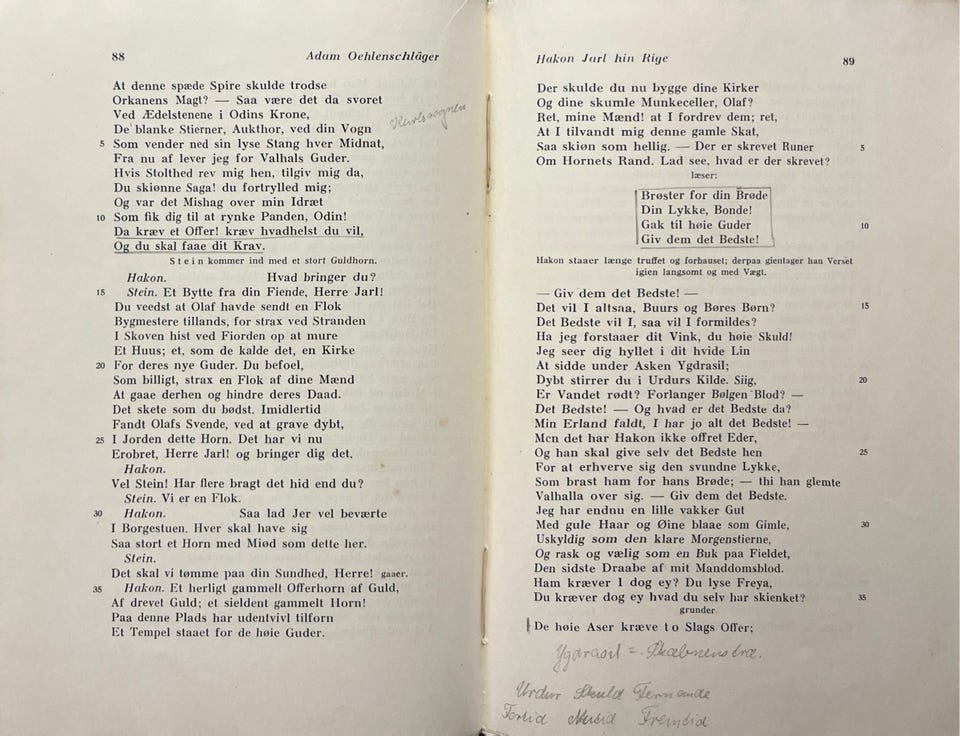 88
Adam Oehlenschläger
At denne spæde Spire skulde trodse
Orkanens Magt? — Saa være det da svoret
Ved Ædelstenene i Odins Krone,
De blanke Stierner, Aukthor, ved din Vogn
5 Som vender ned sin lyse Stang hver Midnat,
Fra nu af lever jeg for Valhals Guder.
Hvis Stolthed rev mig hen, tilgiv mig da,
Du skiønne Saga! du fortrylled mig;
Og var det Mishag over min Idræt
10 Som fik dig til at rynke Panden, Odin!
Da kræv et Offer! kræv hvadhelst du vil,
Og du skal faae dit Krav.
Stein kommer ind med et stort Guldhorn.
Hakon. Hvad bringer du?
15 Stein. Et Bytte fra din Fiende, Herre Jarl!
Du veedst at Olaf havde sendt en Flok
Bygmestere tillands, for strax ved Stranden
I Skoven hist ved Fiorden op at mure
Et Huus; et, som de kalde det, en Kirke
20 For deres nye Guder. Du befoel,
Som billigt, strax en Flok af dine Mænd
At gaae derhen og hindre deres Daad.
Det skete som du bødst. Imidlertid
Fandt Olafs Svende, ved at grave dybt,
25 I Jorden dette Horn. Det har vi nu
Erobret, Herre Jarl! og bringer dig det.
Hakon.
Vel Stein! Har flere bragt det hid end du?
Stein. Vi er en Flok.
30 Hakon. Saa lad Jer vel beværte
I Borgestuen. Hver skal have sig
Saa stort et Horn med Miød som dette her.
Stein.
Det skal vi tømme paa din Sundhed, Herre! gaaer.
35 Hakon. Et herligt gammelt Offerhorn af Guld,
Af drevet Guld; et sieldent gammelt Horn!
Paa denne Plads har udentvivl tilforn
Et Tempel staaet for de høie Guder.
Hakon Jarl hin Rige
89
Der skulde du nu bygge dine Kirker
Og dine skumle Munkeceller, Olaf?
Ret, mine Mænd! at I fordrev dem; ret,
At I tilvandt mig denne gamle Skat,
Saa skiøn som hellig. — Der er skrevet Runer 5
Om Hornets Rand. Lad see, hvad er der skrevet?
læser:
Brøster for din Brøde
Din Lykke, Bonde!
Gak til høie Guder 10
Giv dem det Bedste!
Hakon staaer længe truffet og forbauset; derpaa gientager han Verset
igien langsomt og med Vægt.
— Giv dem det Bedste! —
Det vil I altsaa, Buurs og Børes Børn? 15
Det Bedste vil I, saa vil I formildes?
Ha jeg forstaaer dit Vink, du høie Skuld!
Jeg seer dig hyllet i dit hvide Lin
At sidde under Asken Ygdrasil;
Dybt stirrer du i Urdurs Kilde. Siig, 20
Er Vandet rødt? Forlanger Bølgen Blod? —
Det Bedste! — Og hvad er det Bedste da?
Min Erland faldt, I har jo alt det Bedste! —
Men det har Hakon ikke offret Eder,
Og han skal give selv det Bedste hen 25
For at erhverve sig den svundne Lykke,
Som brast ham for hans Brøde; — thi han glemte
Valhalla over sig. — Giv dem det Bedste.
Jeg har endnu en lille vakker Gut
Med gule Haar og Øine blaae som Gimle, 30
Uskyldig som den klare Morgenstierne,
Og rask og vælig som en Buk paa Fieldet,
Den sidste Draabe af mit Manddomsblod.
Ham kræver I dog ey? Du lyse Freya,
Du kræver dog ey hvad du selv har skienket? 35
grunder.
De høie Aser kræve to Slags Offer;
Ygdrasil = Skæbnenstræ.
Urdur Skuld
Fortid Nutid Fremtid